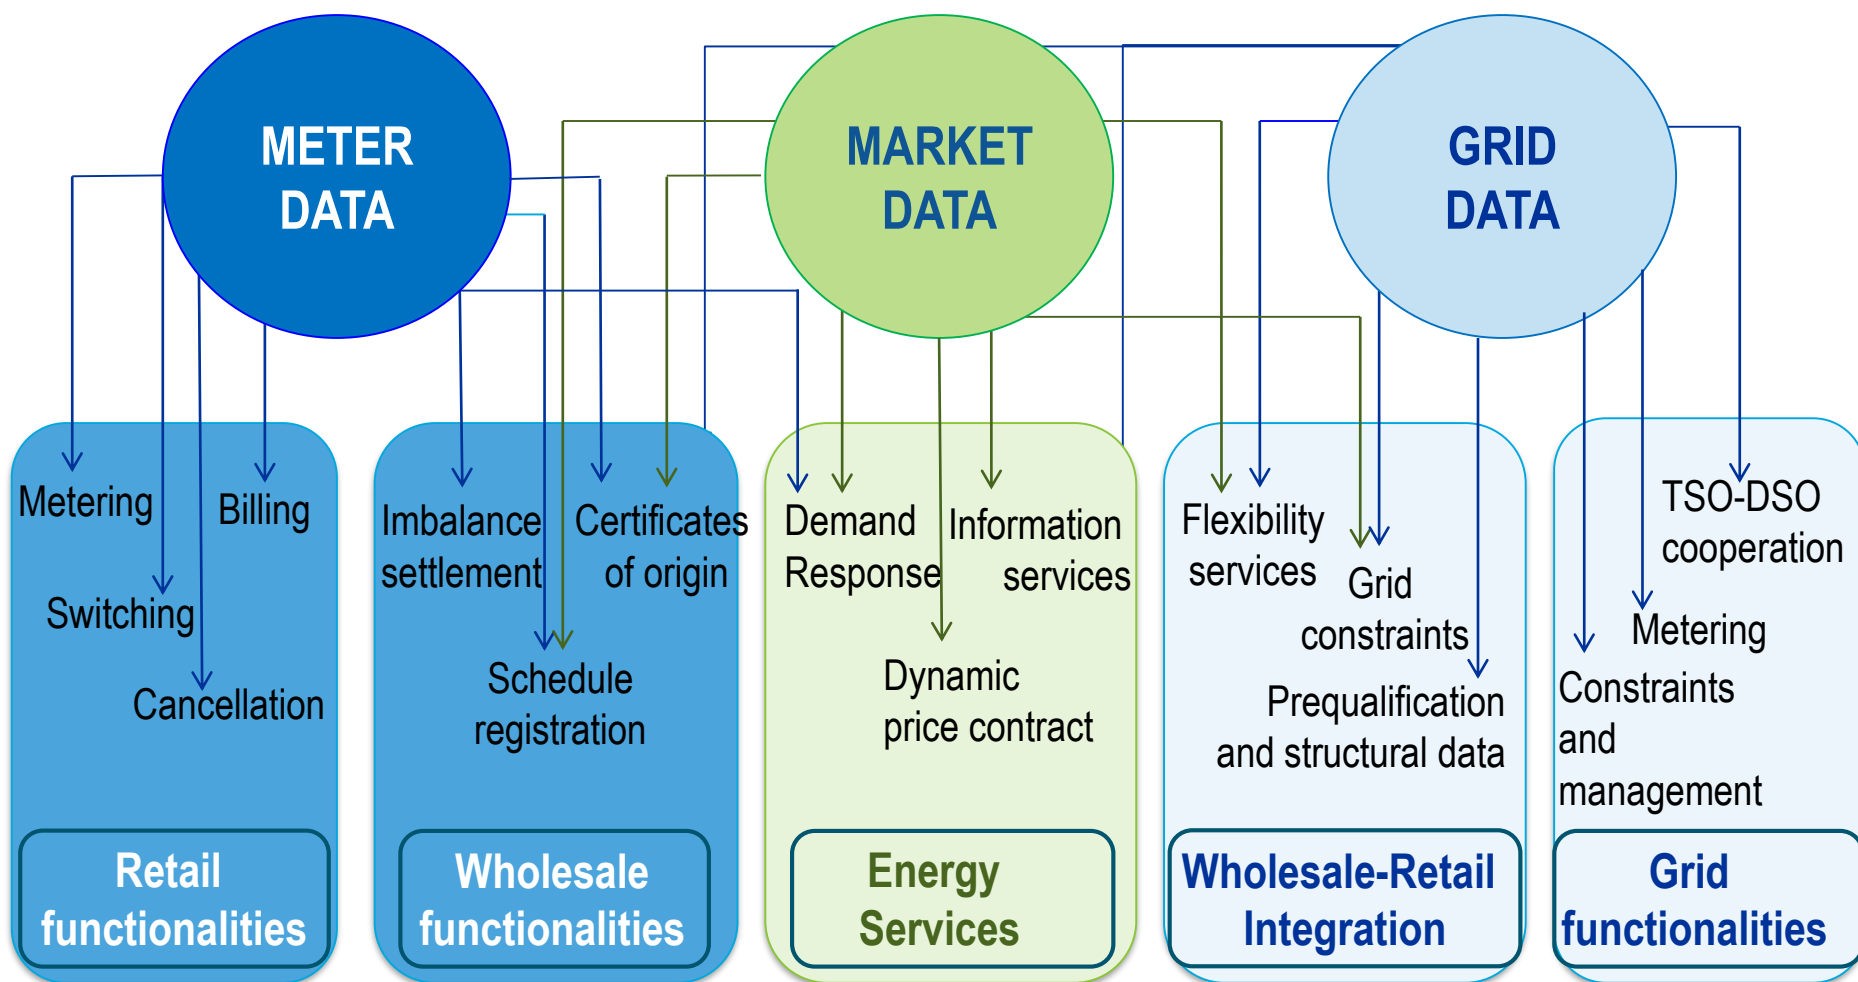 METER
DATA
MARKET
DATA
GRID
DATA
Metering
Billing
Switching
Cancellation
Retail
functionalities
Imbalance
settlement
Certificates
of origin
Schedule
registration
Wholesale
functionalities
Demand
Response
Information
services
Dynamic
price contract
Energy
Services
Flexibility
services
Grid
constraints
Prequalification
and structural data
Wholesale-Retail
Integration
TSO-DSO
cooperation
Metering
Constraints
and
management
Grid
functionalities